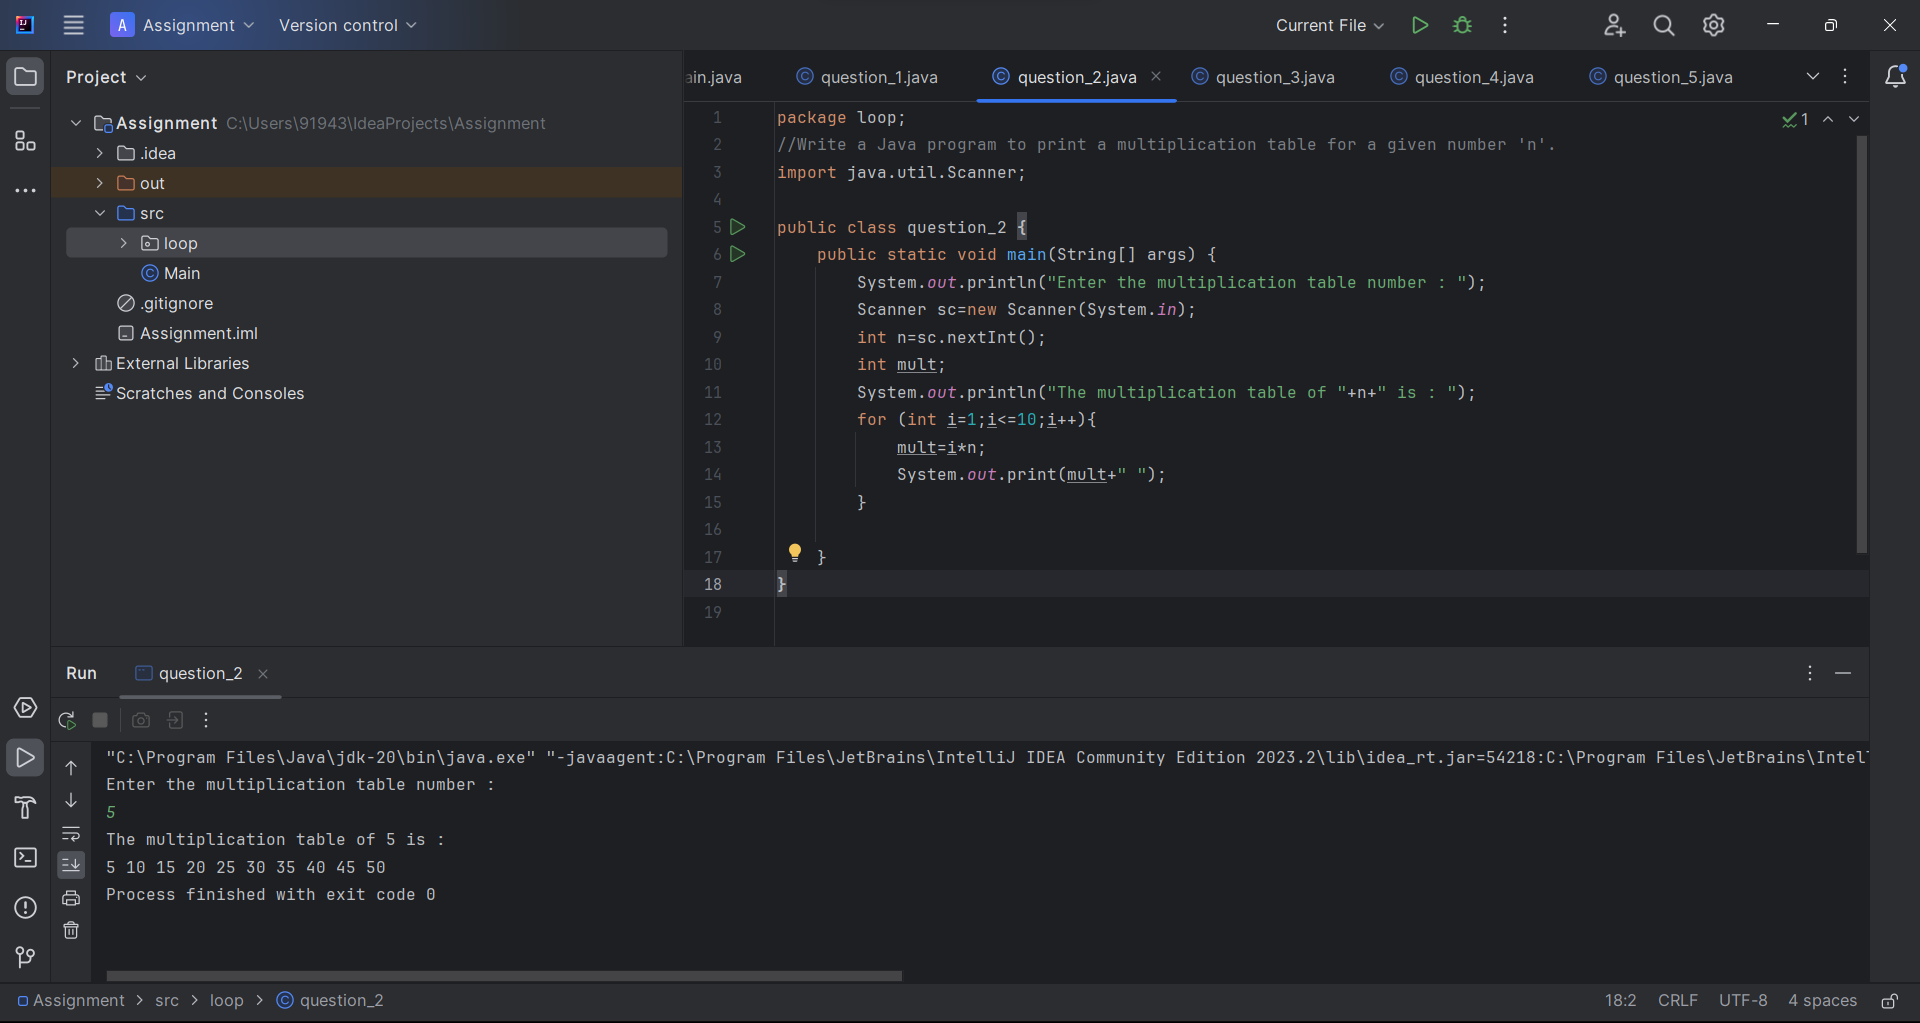 A Assignment Version control Current File
Project
ain.java question_1.java question_2.java question_3.java question_4.java question_5.java
Assignment C:\Users\91943\IdeaProjects\Assignment
.idea
out
src
loop
Main
.gitignore
Assignment.iml
External Libraries
Scratches and Consoles
1 package loop;
2 //Write a Java program to print a multiplication table for a given number 'n'.
3 import java.util.Scanner;
4
5 public class question_2 {
6 public static void main(String[] args) {
7 System.out.println("Enter the multiplication table number : ");
8 Scanner sc=new Scanner(System.in);
9 int n=sc.nextInt();
10 int mult;
11 System.out.println("The multiplication table of "+n+" is : ");
12 for (int i=1;i<=10;i++){
13 mult=i*n;
14 System.out.print(mult+" ");
15 }
16
17 }
18 }
19
1
Run question_2
"C:\Program Files\Java\jdk-20\bin\java.exe" "-javaagent:C:\Program Files\JetBrains\IntelliJ IDEA Community Edition 2023.2\lib\idea_rt.jar=54218:C:\Program Files\JetBrains\Intel
Enter the multiplication table number :
5
The multiplication table of 5 is :
5 10 15 20 25 30 35 40 45 50
Process finished with exit code 0
Assignment > src > loop > question_2 18:2 CRLF UTF-8 4 spaces